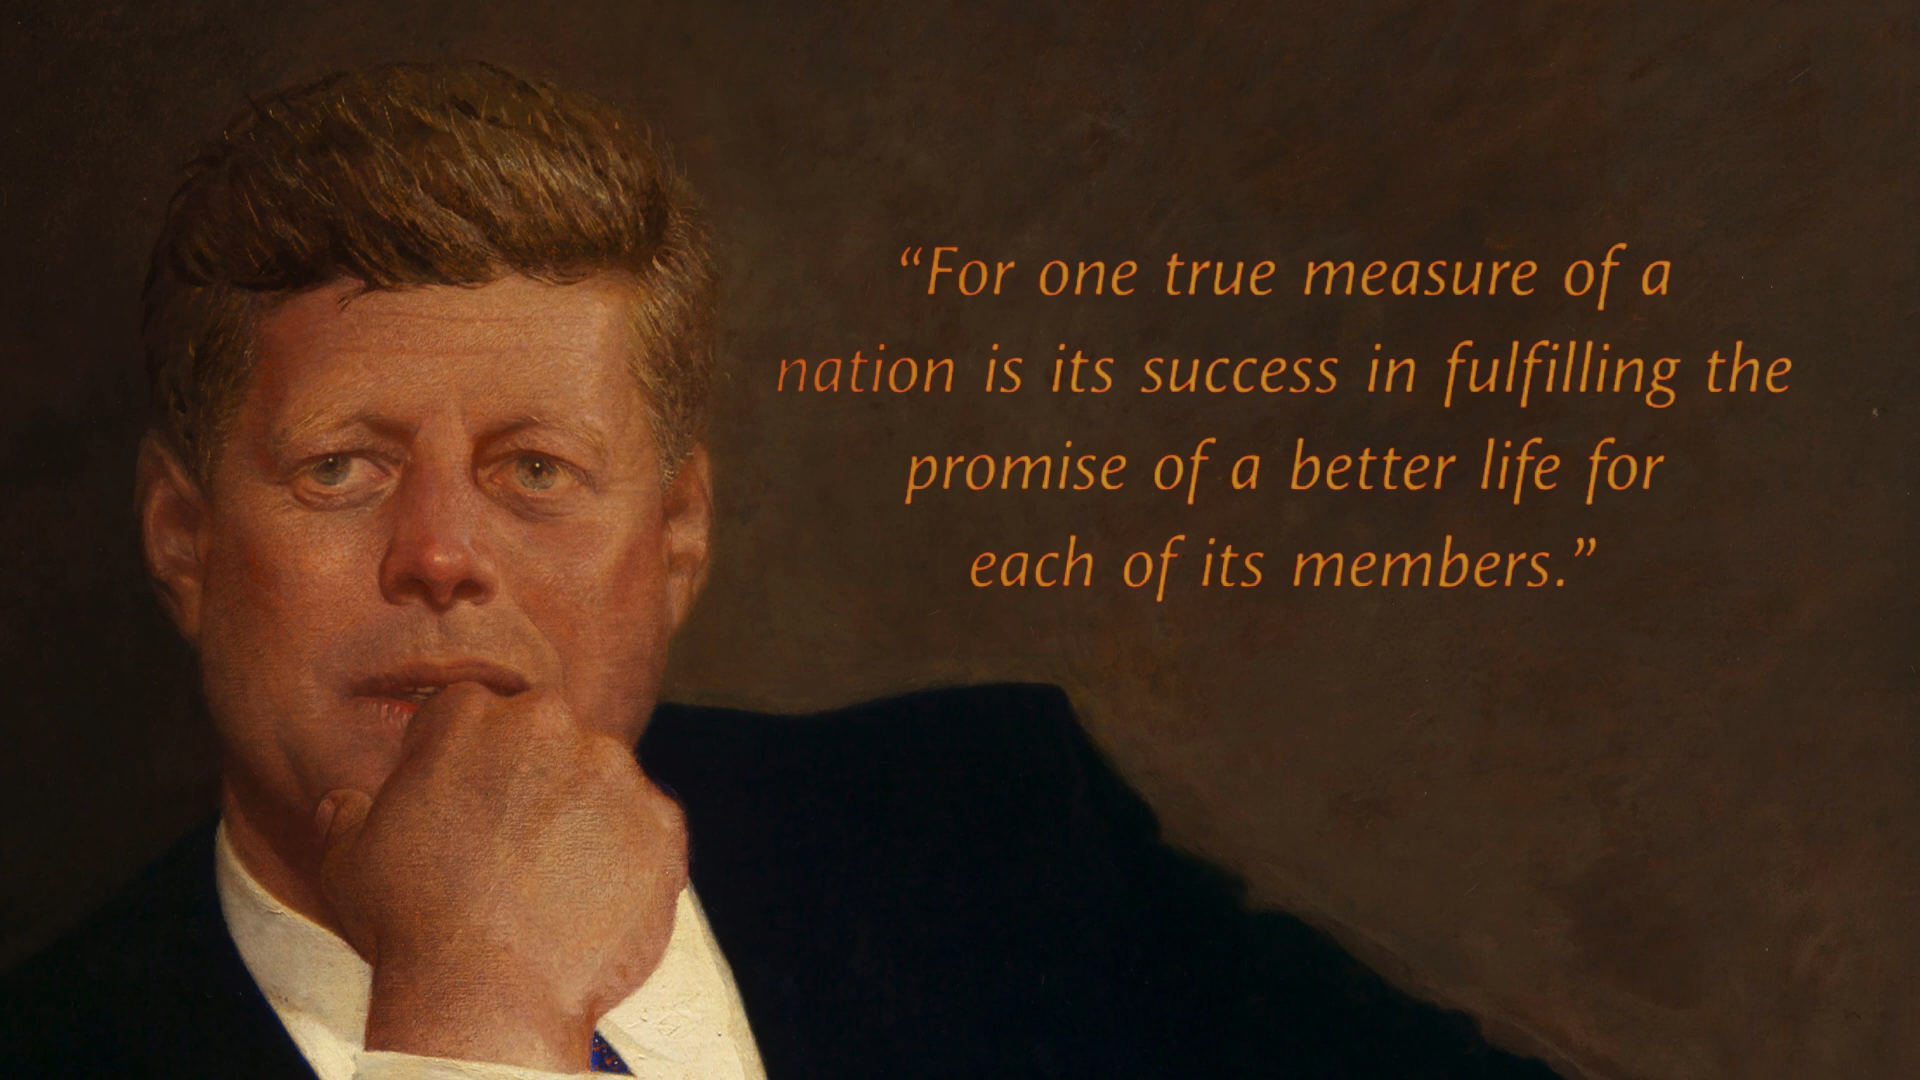 “For one true measure of a
nation is its success in fulfilling the
promise of a better life for
each of its members.”